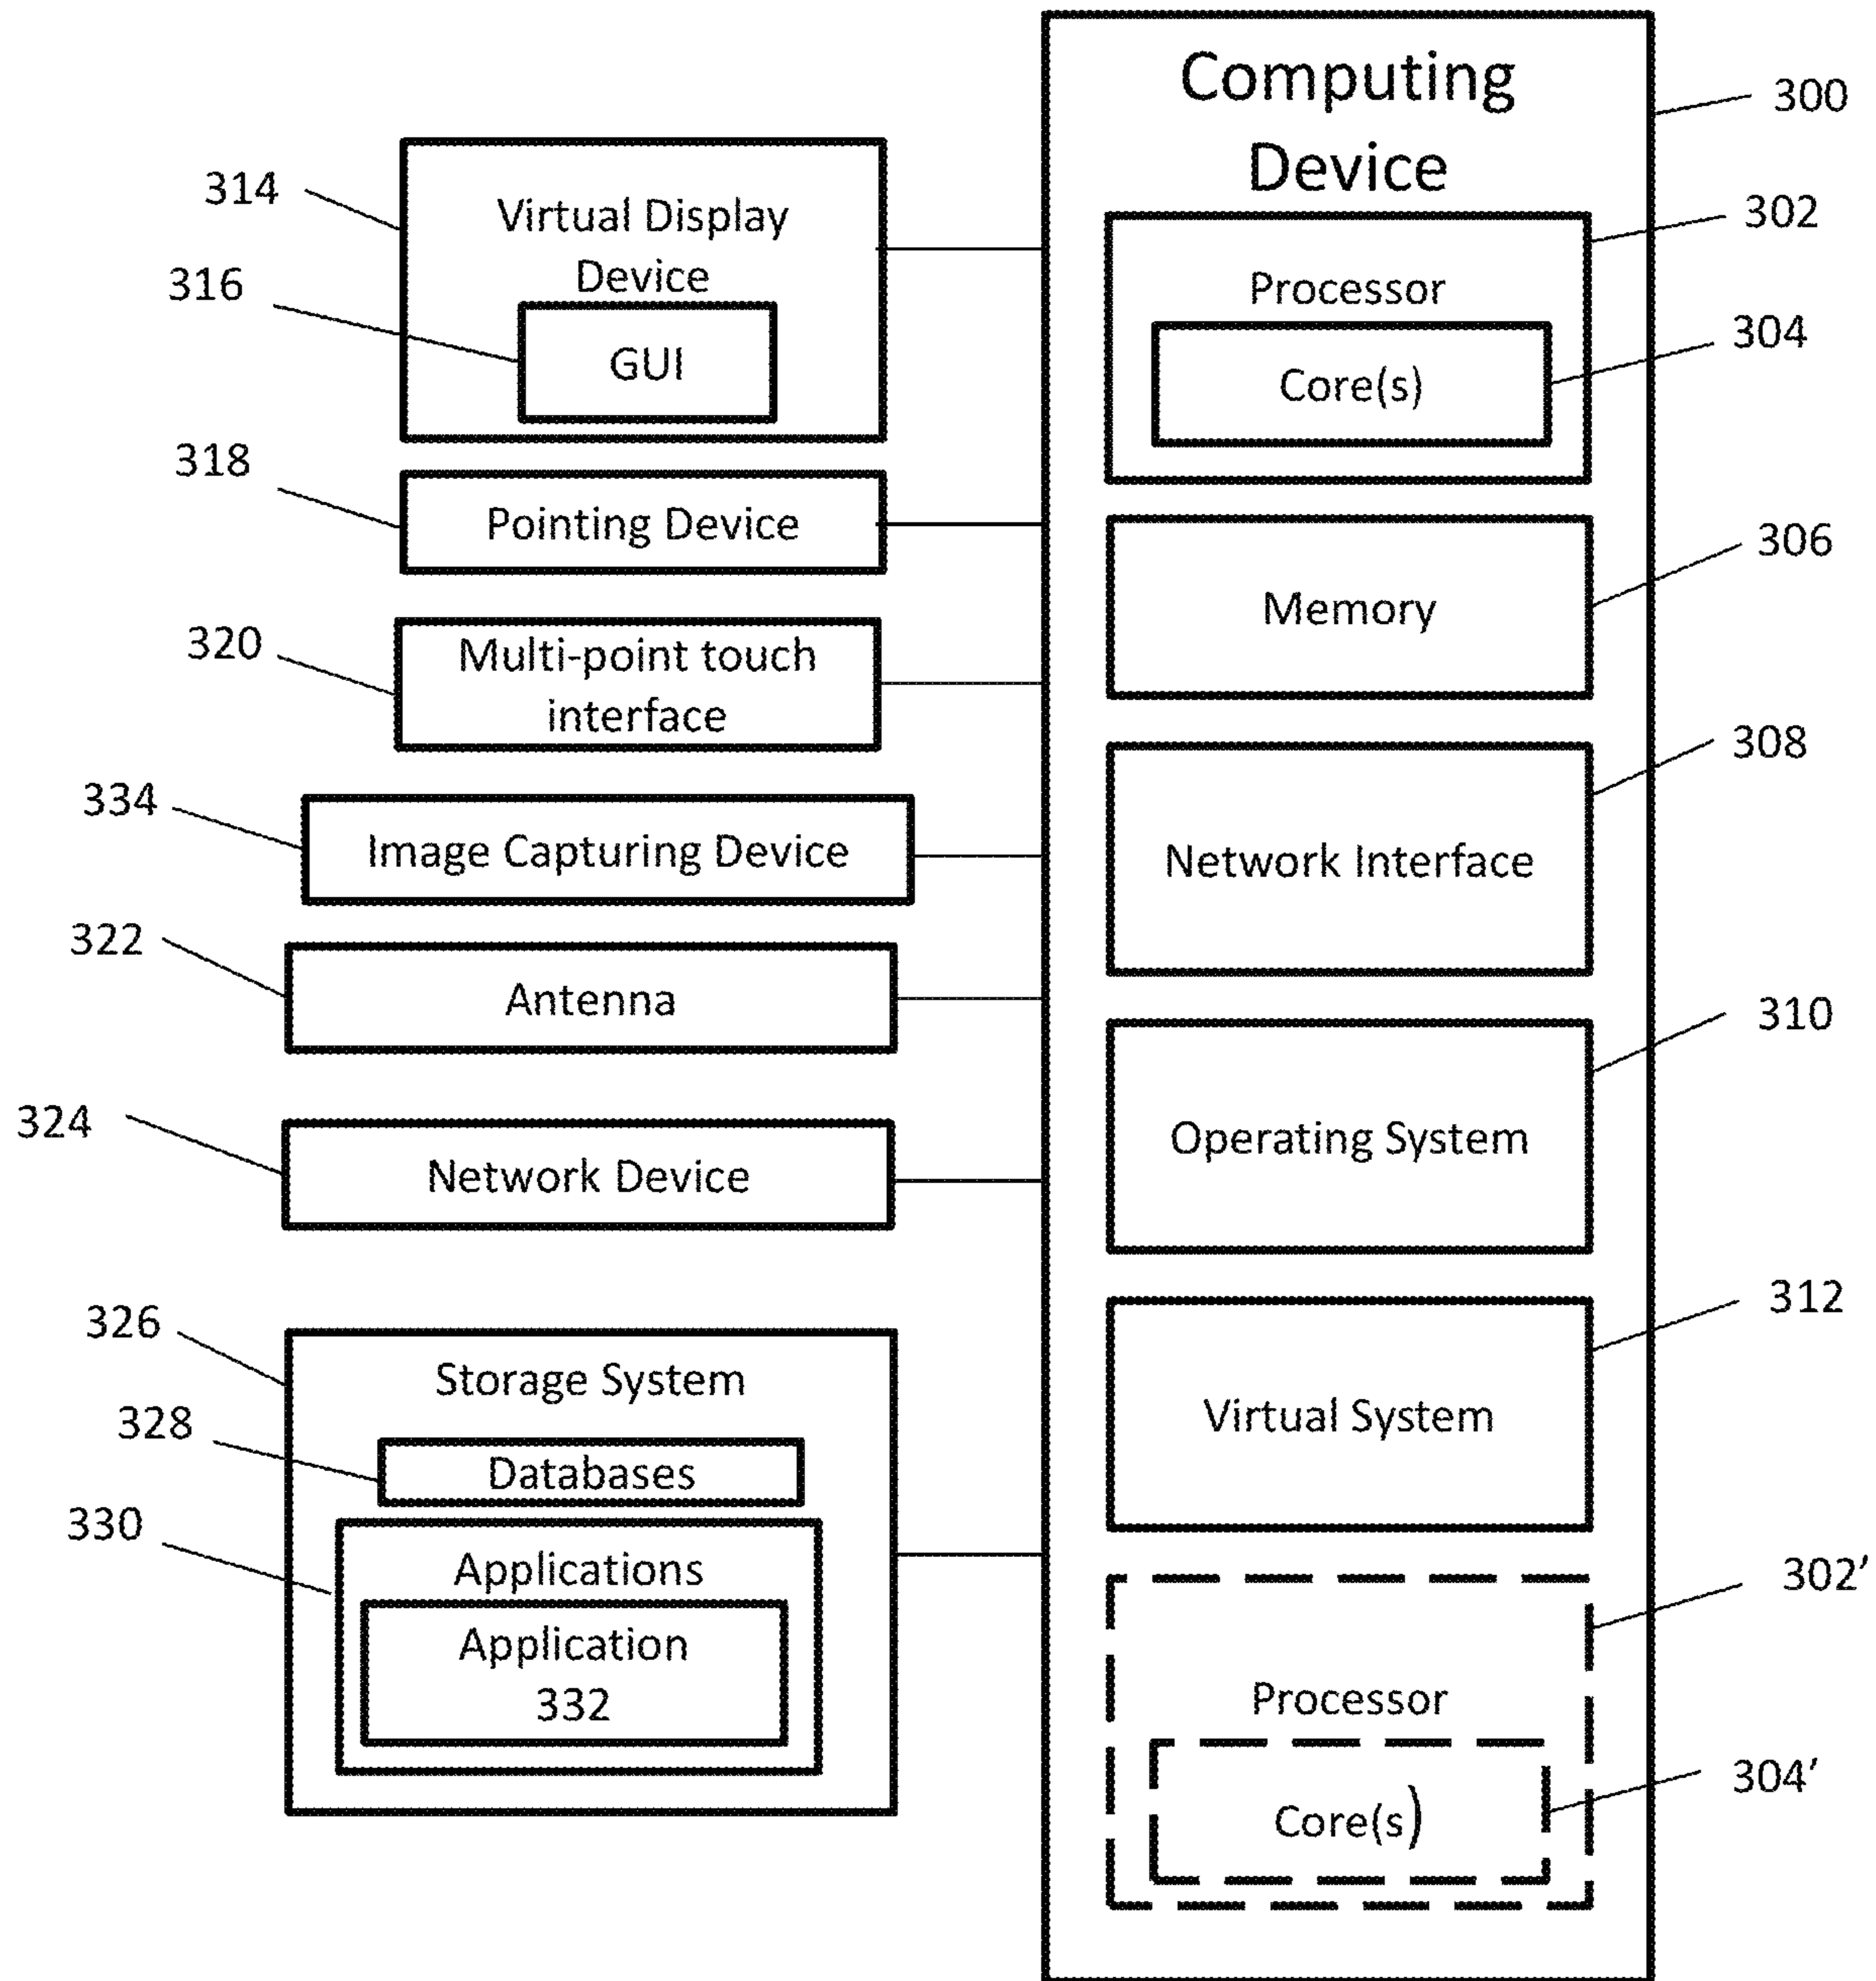 Computing
Device
300
302
Processor
304
Core(s)
306
Memory
308
Network Interface
310
Operating System
312
Virtual System
302’
Processor
304’
Core(s)
314
Virtual Display
Device
316
GUI
318
Pointing Device
320
Multi-point touch
interface
334
Image Capturing Device
322
Antenna
324
Network Device
326
Storage System
328
Databases
330
Applications
Application
332